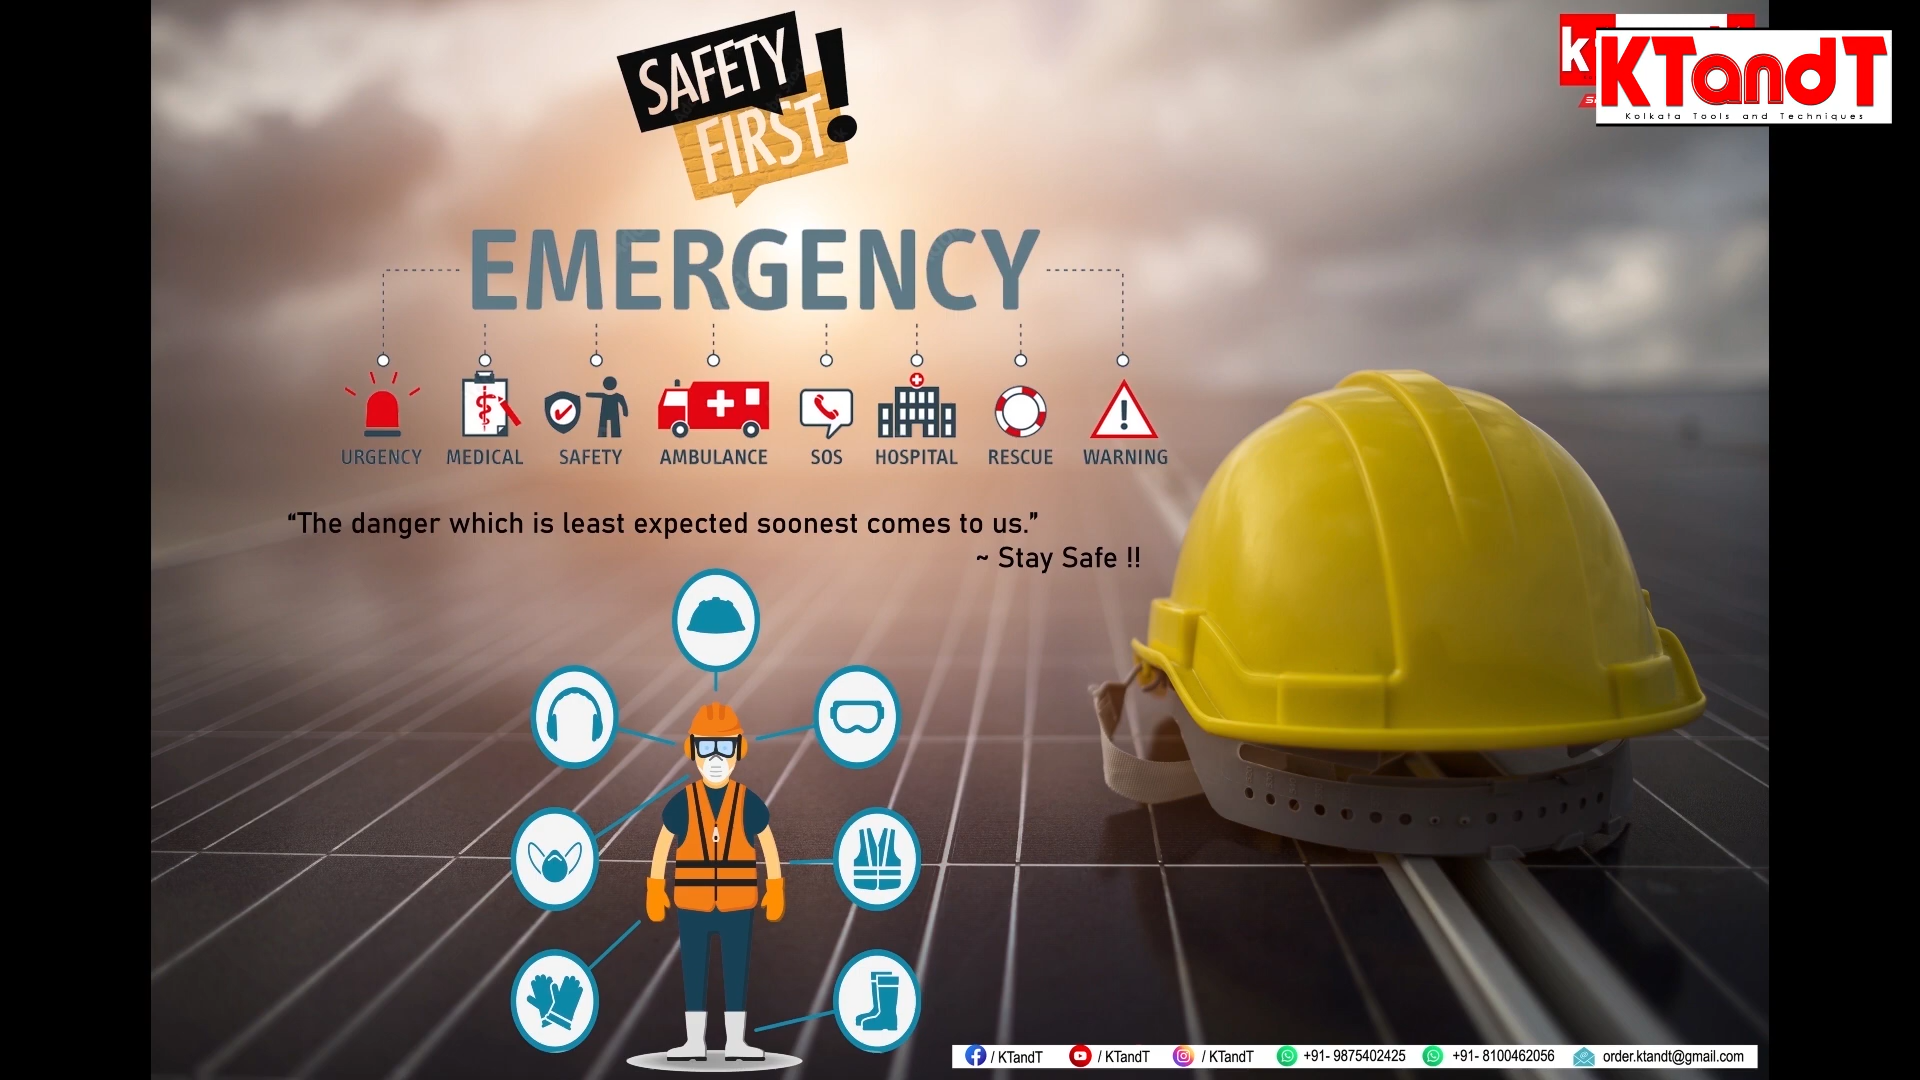 SAFETY
FIRST!
KTandT
Kolkata Tools and Techniques
EMERGENCY
URGENCY MEDICAL SAFETY AMBULANCE SOS HOSPITAL RESCUE WARNING
“The danger which is least expected soonest comes to us.”
~ Stay Safe !!
/ KTandT / KTandT / KTandT +91- 9875402425 +91- 8100462056 order.ktandt@gmail.com